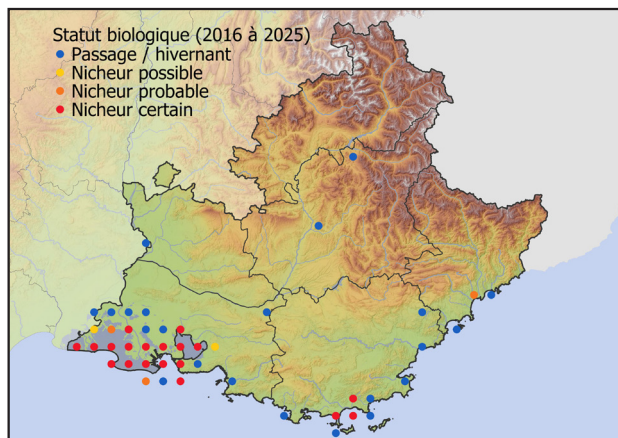 Statut biologique (2016 à 2025)
Passage / hivernant
Nicheur possible
Nicheur probable
Nicheur certain